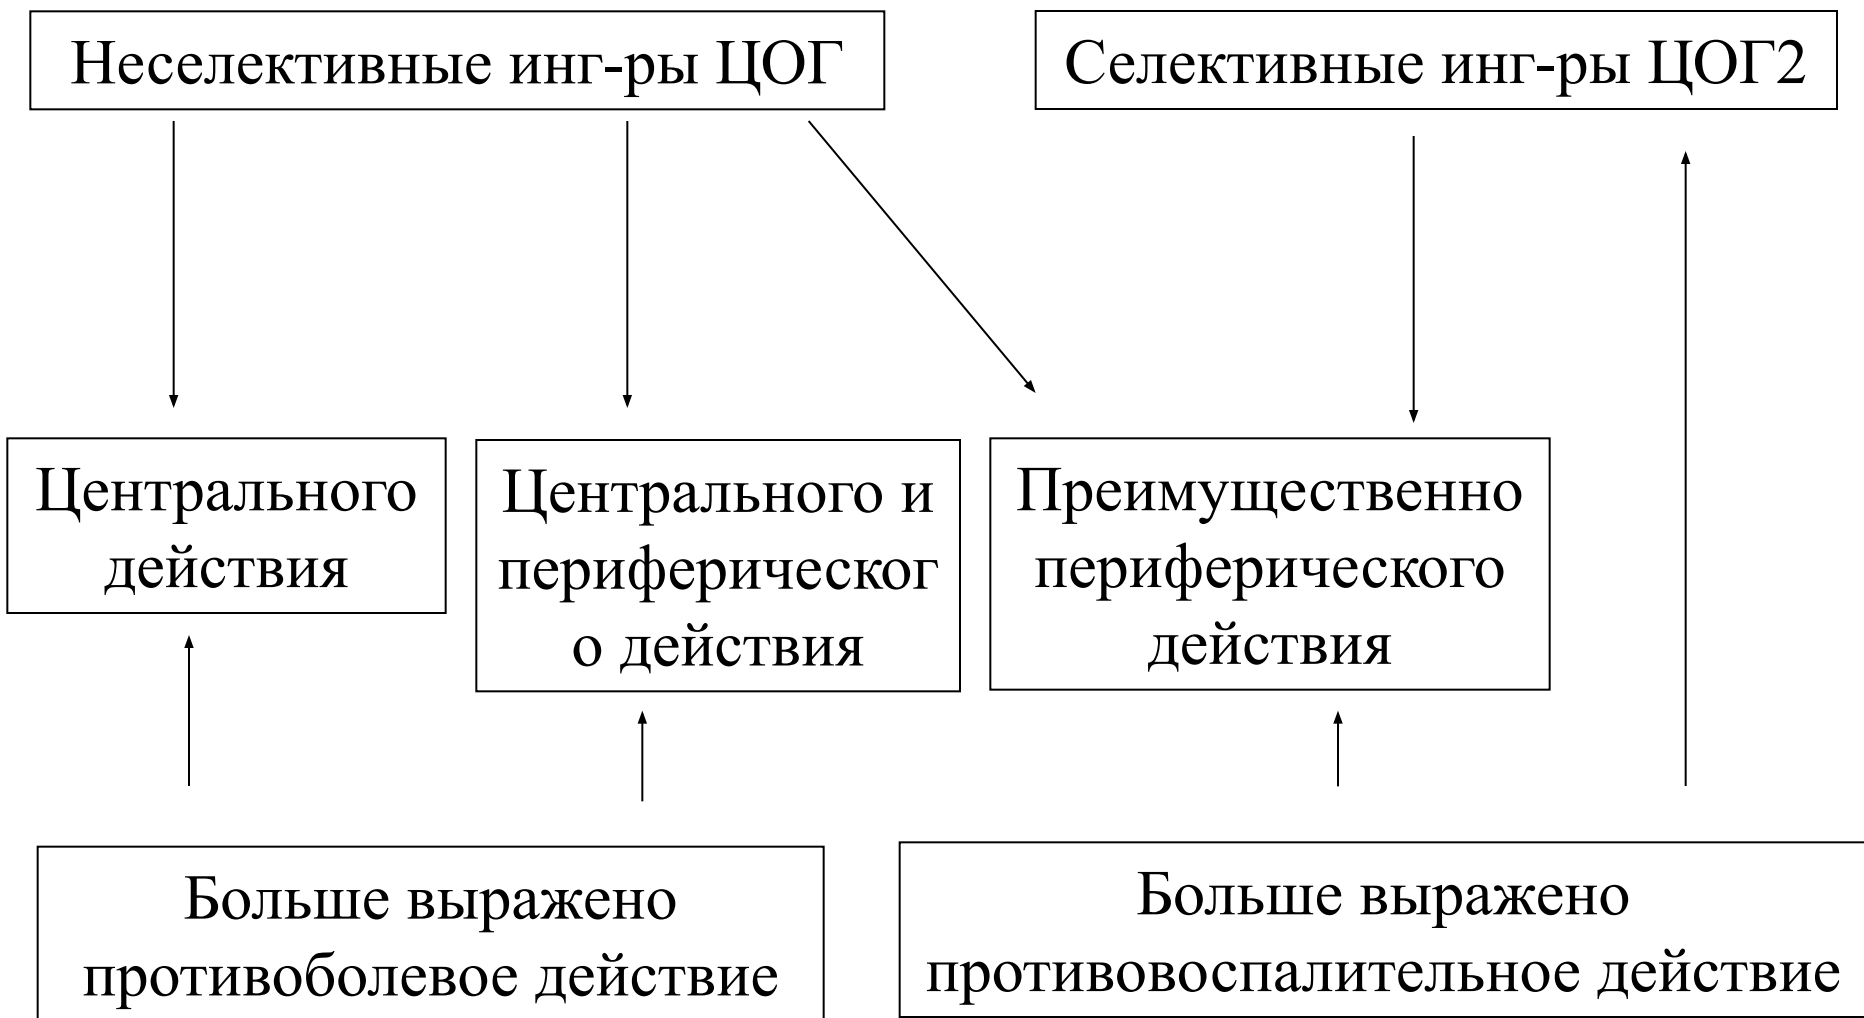 Неселективные инг-ры ЦОГ
Селективные инг-ры ЦОГ2
Центрального
действия
Центрального и
периферическог
о действия
Преимущественно
периферического
действия
Больше выражено
противоболевое действие
Больше выражено
противовоспалительное действие